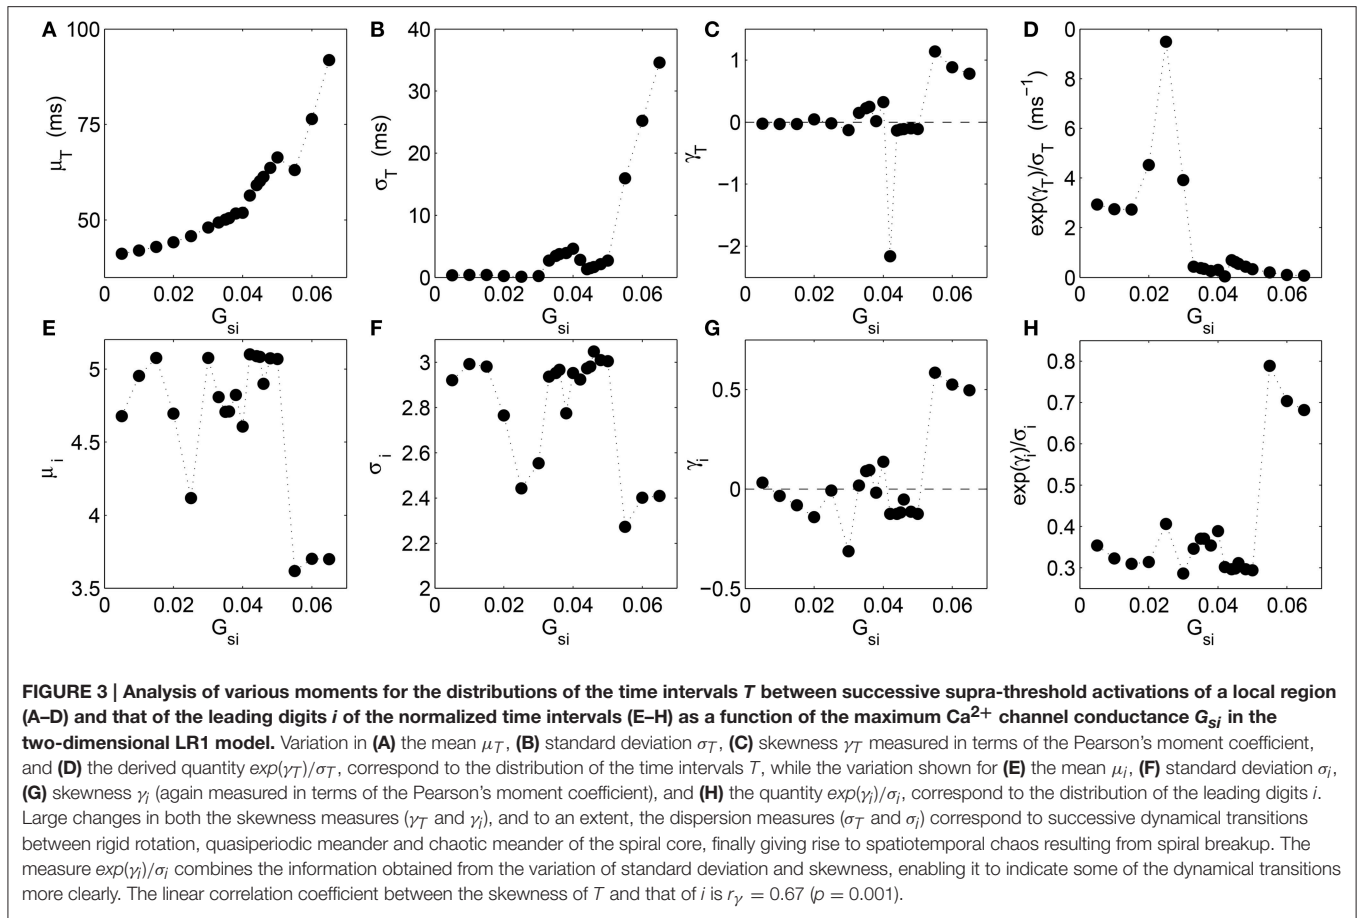 A
100
75
50
μT (ms)
0 0.02 0.04 0.06
Gsi
B
40
30
20
10
0
σT (ms)
0 0.02 0.04 0.06
Gsi
C
1
0
−1
−2
γT
0 0.02 0.04 0.06
Gsi
D
0
8
6
4
2
0
exp(γT)/σT (ms−1)
0 0.02 0.04 0.06
Gsi
E
5
4.5
4
3.5
μi
0 0.02 0.04 0.06
Gsi
F
3
2.8
2.6
2.4
2.2
2
σi
0 0.02 0.04 0.06
Gsi
G
0.5
0
−0.5
γi
0 0.02 0.04 0.06
Gsi
H
0.8
0.7
0.6
0.5
0.4
0.3
exp(γi)/σi
0 0.02 0.04 0.06
Gsi
FIGURE 3 | Analysis of various moments for the distributions of the time intervals T between successive supra-threshold activations of a local region
(A–D) and that of the leading digits i of the normalized time intervals (E–H) as a function of the maximum Ca2+ channel conductance Gsi in the
two-dimensional LR1 model. Variation in (A) the mean μT, (B) standard deviation σT, (C) skewness γT measured in terms of the Pearson's moment coefficient,
and (D) the derived quantity exp(γT)/σT, correspond to the distribution of the time intervals T, while the variation shown for (E) the mean μi, (F) standard deviation σi,
(G) skewness γi (again measured in terms of the Pearson's moment coefficient), and (H) the quantity exp(γi)/σi, correspond to the distribution of the leading digits i.
Large changes in both the skewness measures (γT and γi), and to an extent, the dispersion measures (σT and σi) correspond to successive dynamical transitions
between rigid rotation, quasiperiodic meander and chaotic meander of the spiral core, finally giving rise to spatiotemporal chaos resulting from spiral breakup. The
measure exp(γi)/σi combines the information obtained from the variation of standard deviation and skewness, enabling it to indicate some of the dynamical transitions
more clearly. The linear correlation coefficient between the skewness of T and that of i is rγ = 0.67 (p = 0.001).